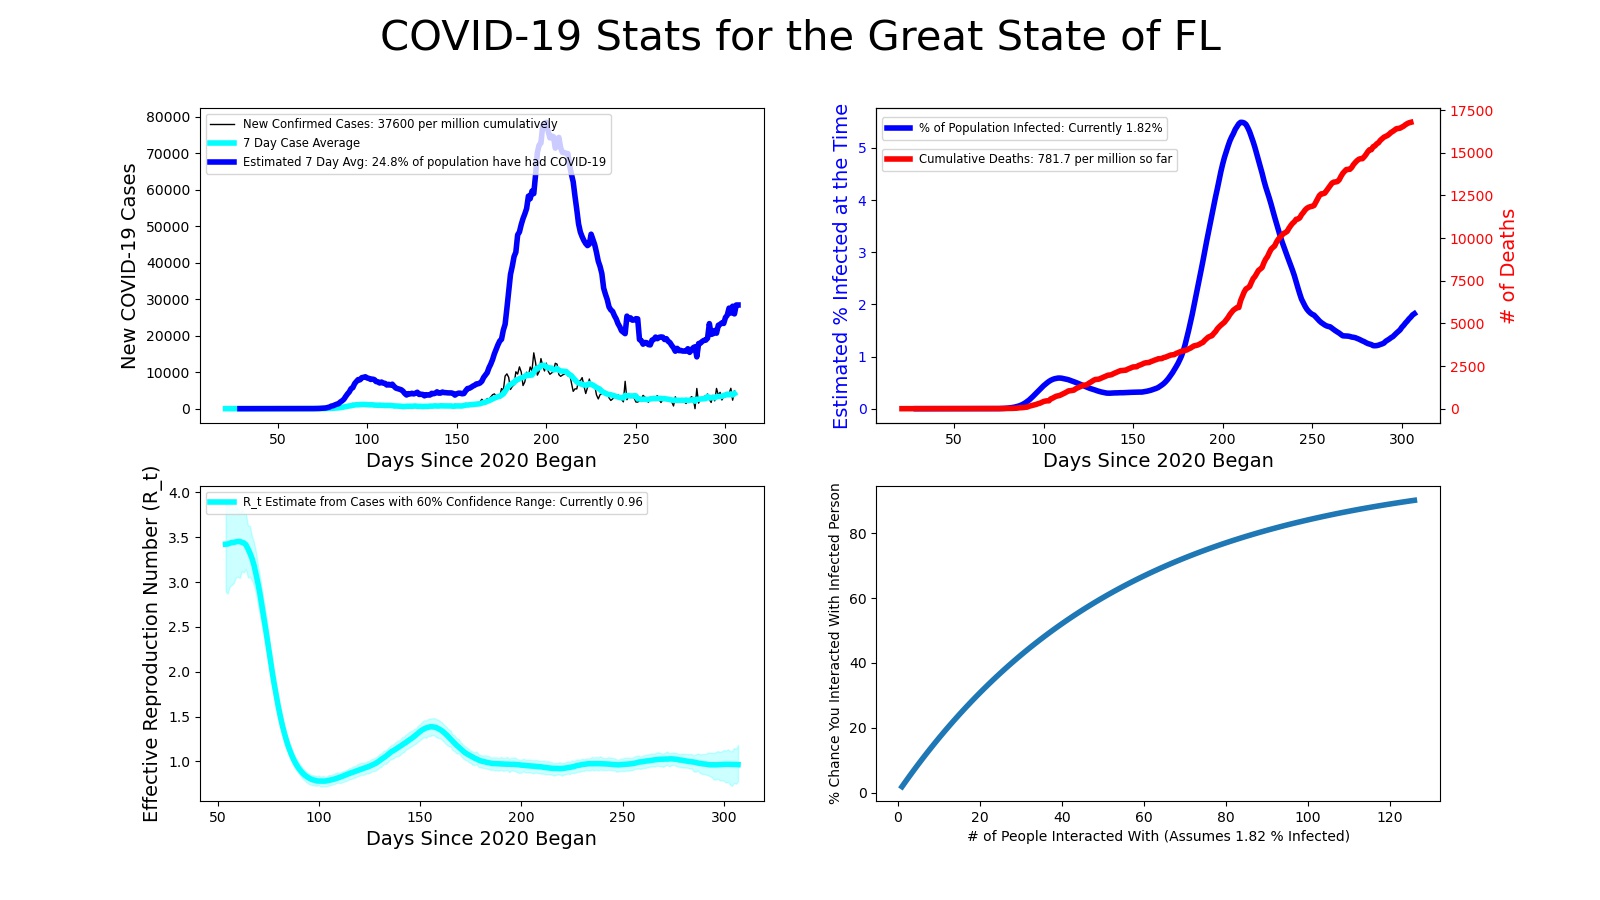 COVID-19 Stats for the Great State of FL
New COVID-19 Cases
80000
70000
60000
50000
40000
30000
20000
10000
0
New Confirmed Cases: 37600 per million cumulatively
7 Day Case Average
Estimated 7 Day Avg: 24.8% of population have had COVID-19
50 100 150 200 250 300
Days Since 2020 Began
Estimated % Infected at the Time
5
4
3
2
1
0
% of Population Infected: Currently 1.82%
Cumulative Deaths: 781.7 per million so far
17500
15000
12500
10000
7500
5000
2500
0
# of Deaths
50 100 150 200 250 300
Days Since 2020 Began
Effective Reproduction Number (R_t)
4.0
3.5
3.0
2.5
2.0
1.5
1.0
R_t Estimate from Cases with 60% Confidence Range: Currently 0.96
50 100 150 200 250 300
Days Since 2020 Began
% Chance You Interacted With Infected Person
80
60
40
20
0
0 20 40 60 80 100 120
# of People Interacted With (Assumes 1.82 % Infected)